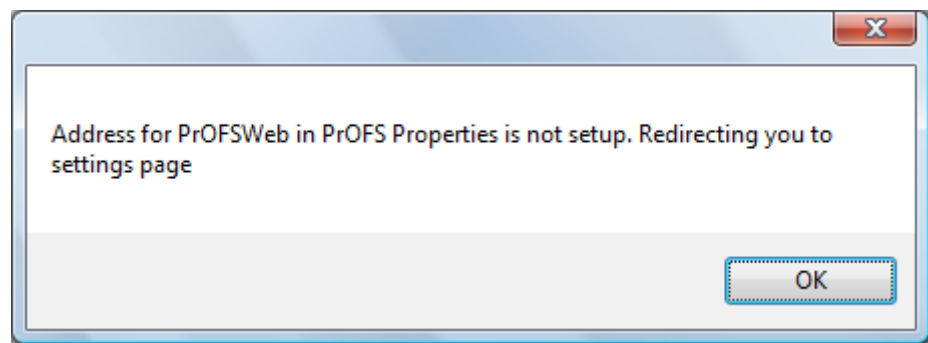 Address for PrOFSWeb in PrOFS Properties is not setup. Redirecting you to
settings page
OK